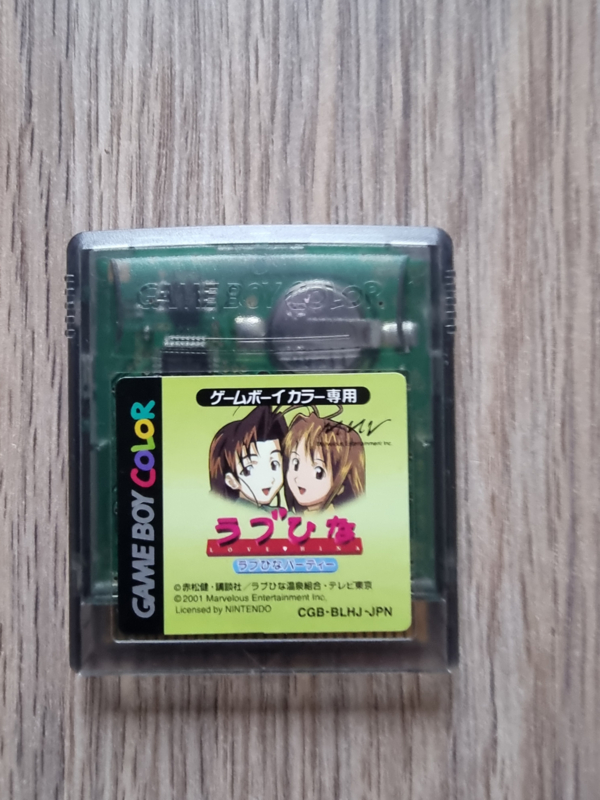 GAME BOY COLOR
GAME BOY COLOR
ゲームボーイカラー専用
Marvelous Entertainment Inc.
ラブひな
LOVE♥HINA
ラブひなパーティー
©赤松健・講談社／ラブひな温泉組合・テレビ東京
©2001 Marvelous Entertainment Inc.
Licensed by NINTENDO
CGB-BLHJ-JPN